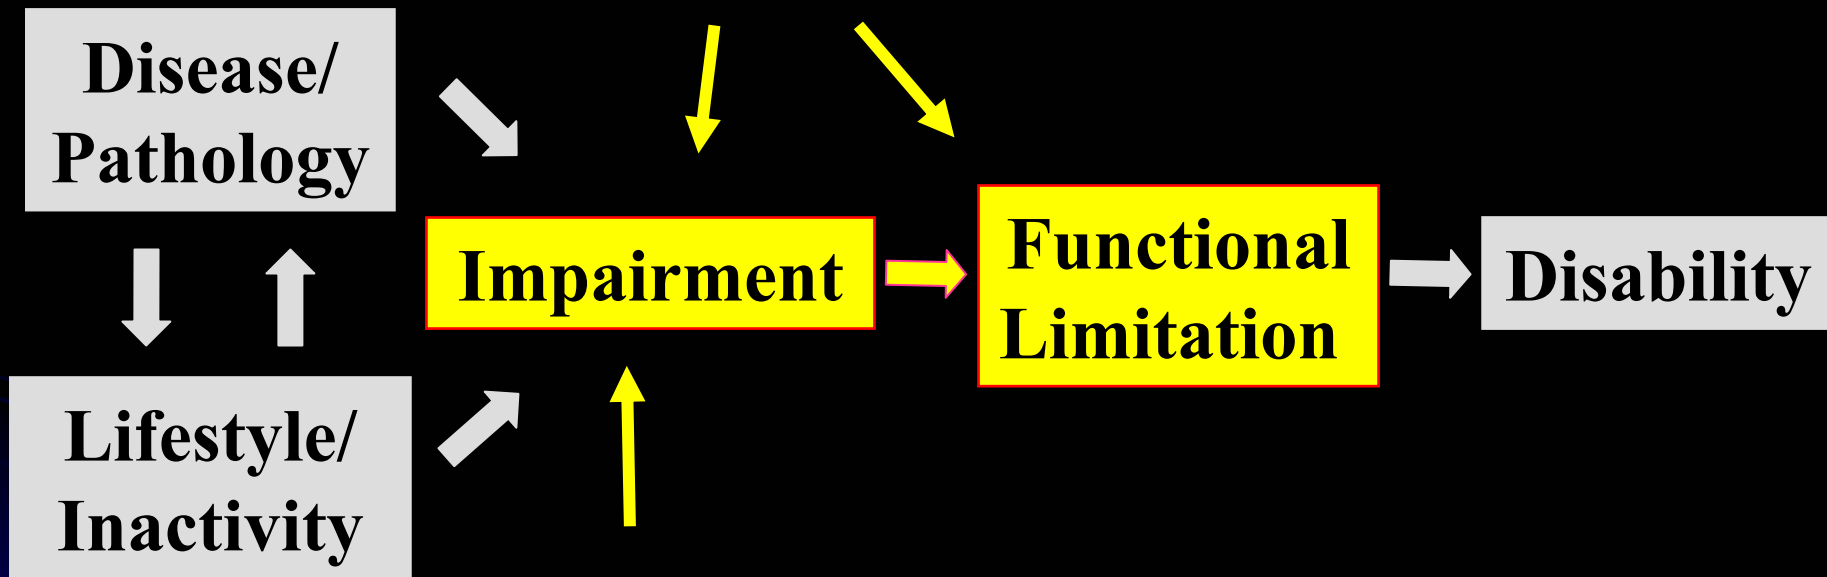 Disease/
Pathology
Impairment
Functional
Limitation
Disability
Lifestyle/
Inactivity